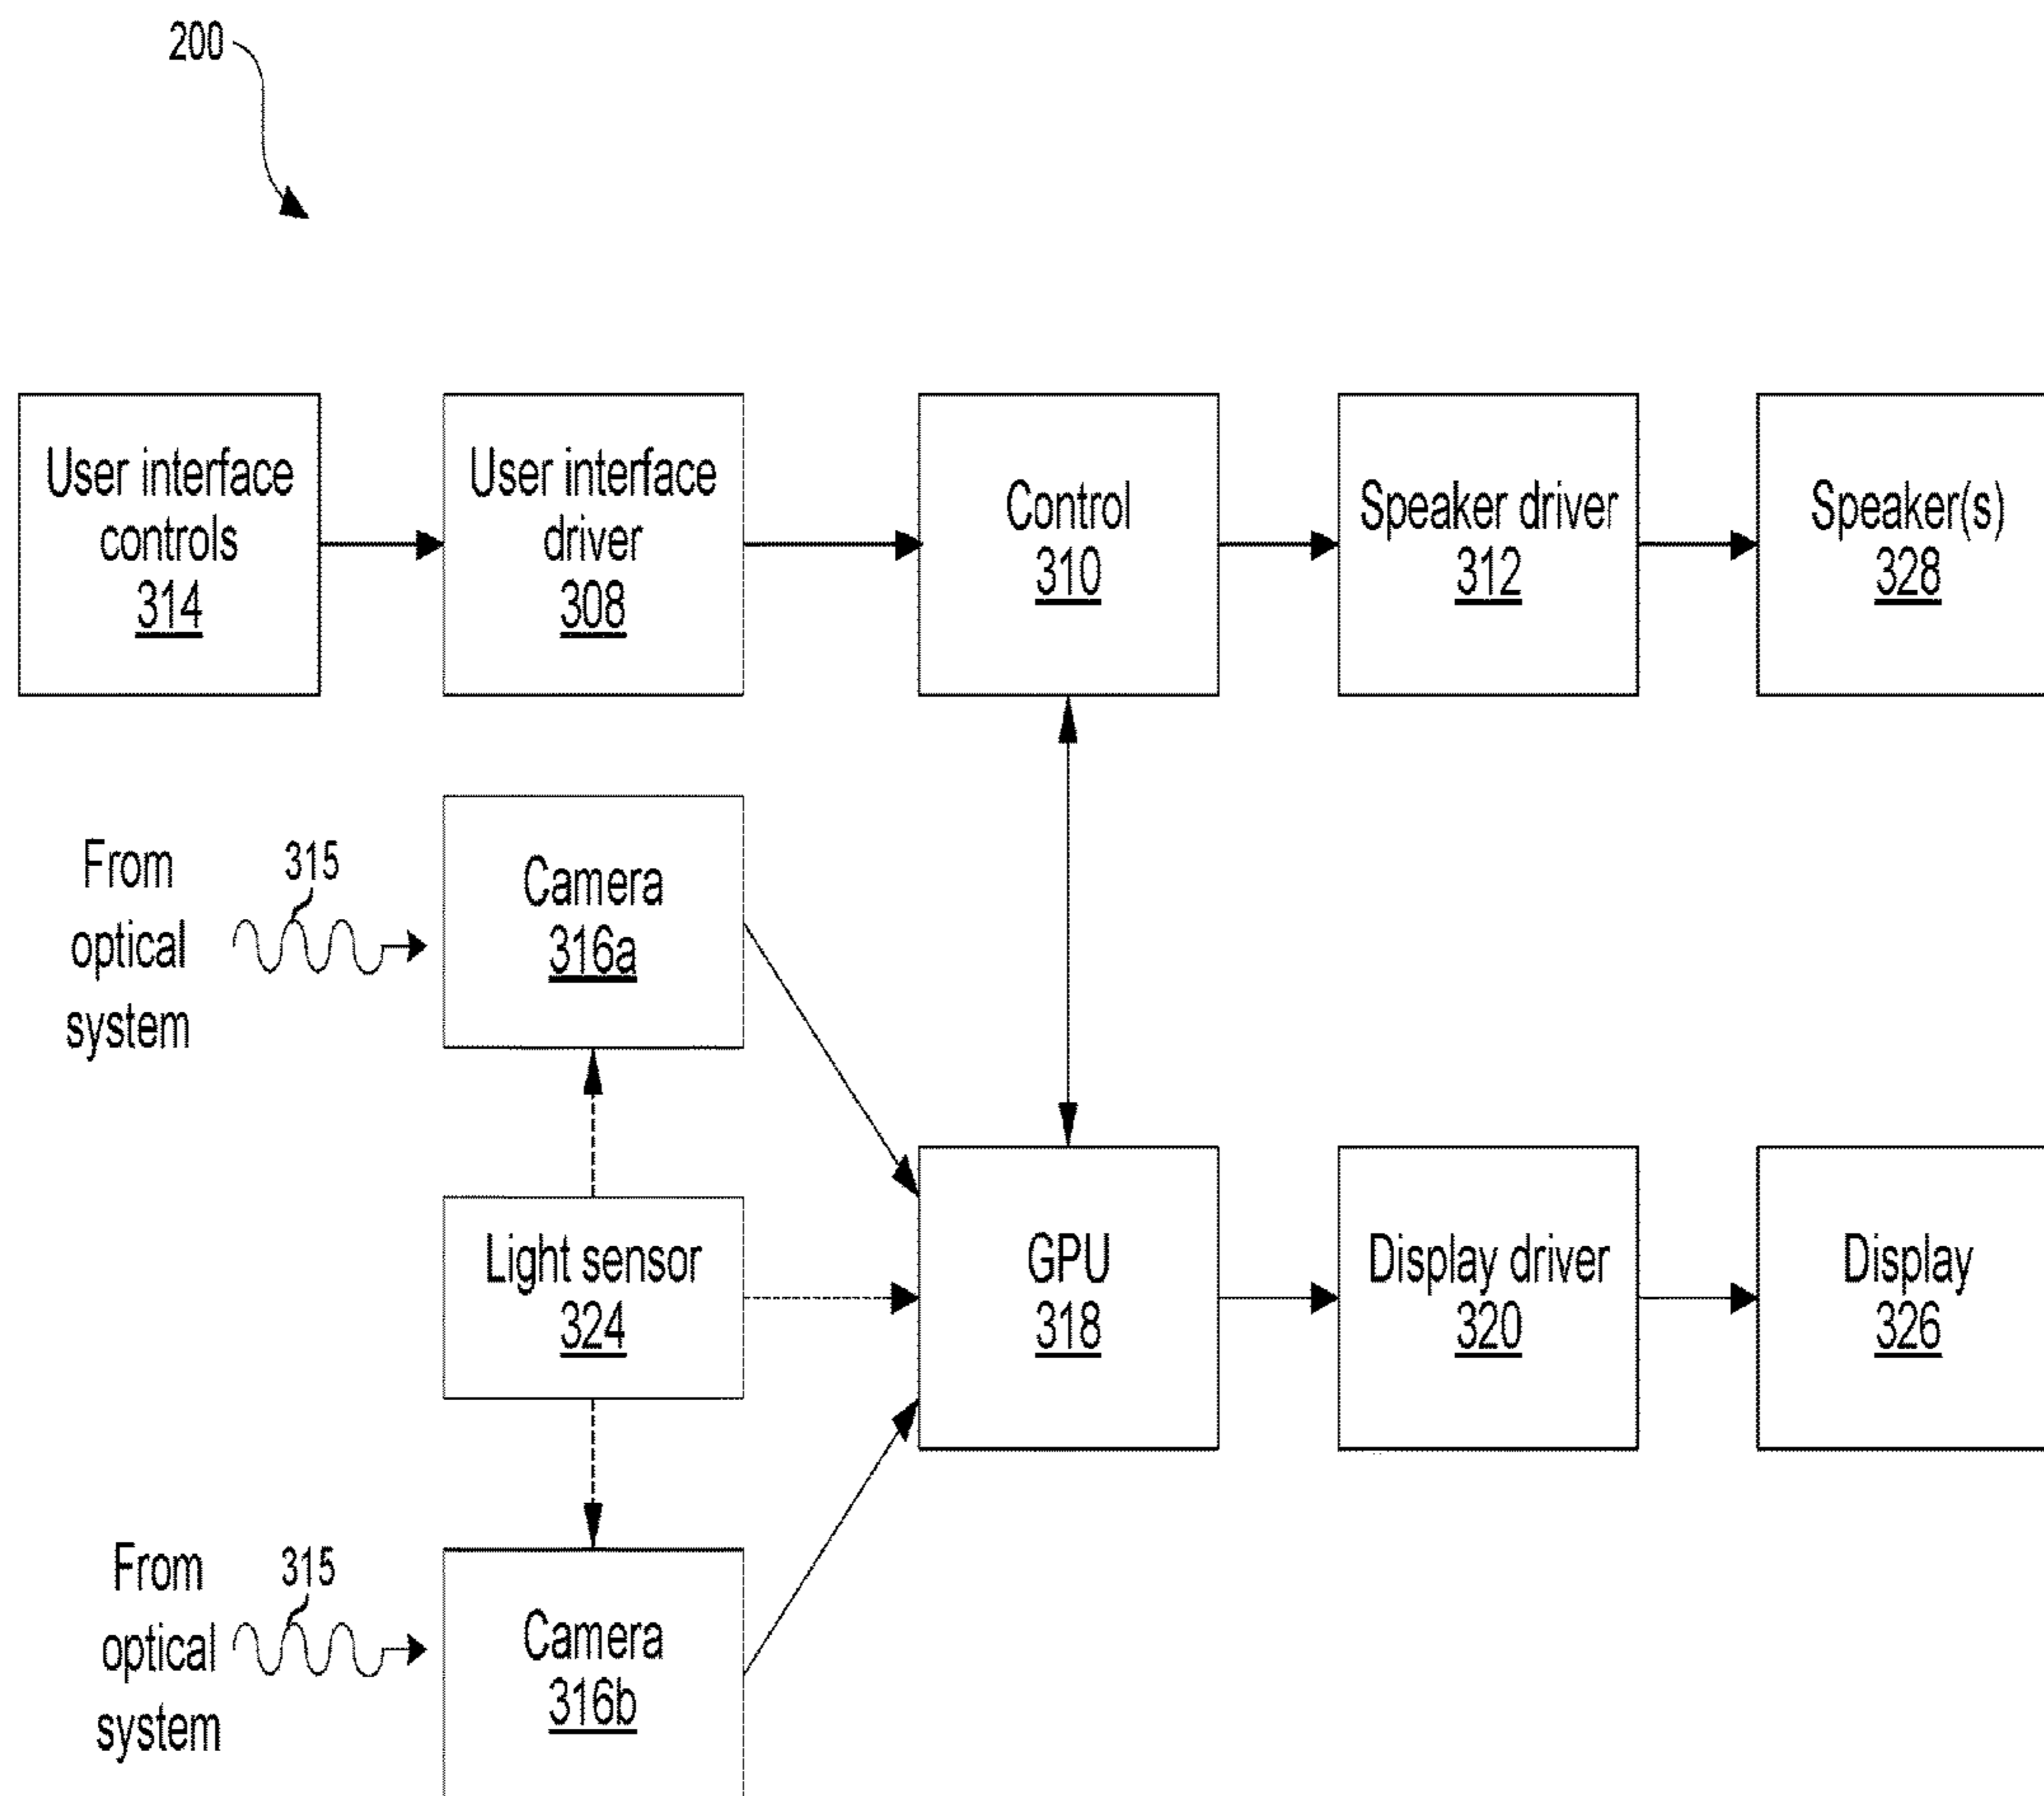 200
User interface
controls
314
User interface
driver
308
Control
310
Speaker driver
312
Speaker(s)
328
From
optical
system
315
Camera
316a
Light sensor
324
GPU
318
Display driver
320
Display
326
From
optical
system
315
Camera
316b